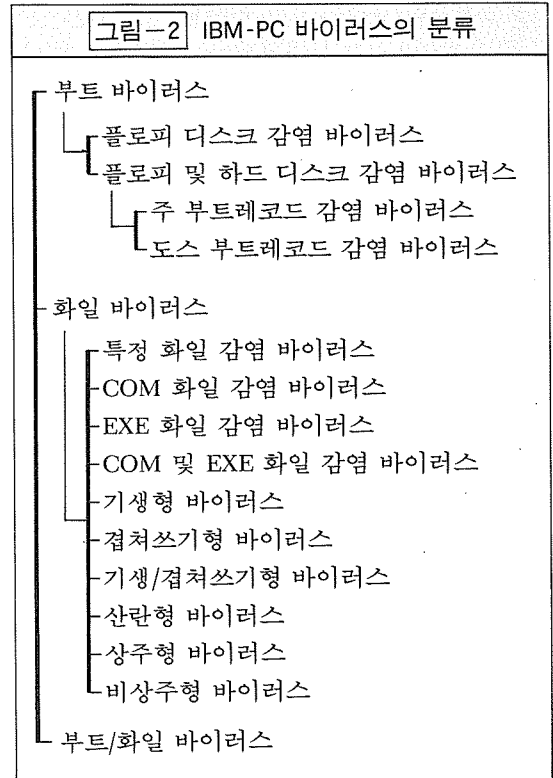 그림-2 IBM-PC 바이러스의 분류
부트 바이러스
플로피 디스크 감염 바이러스
플로피 및 하드 디스크 감염 바이러스
주 부트레코드 감염 바이러스
도스 부트레코드 감염 바이러스
화일 바이러스
특정 화일 감염 바이러스
COM 화일 감염 바이러스
EXE 화일 감염 바이러스
COM 및 EXE 화일 감염 바이러스
기생형 바이러스
겹쳐쓰기형 바이러스
기생/겹쳐쓰기형 바이러스
산란형 바이러스
상주형 바이러스
비상주형 바이러스
부트/화일 바이러스